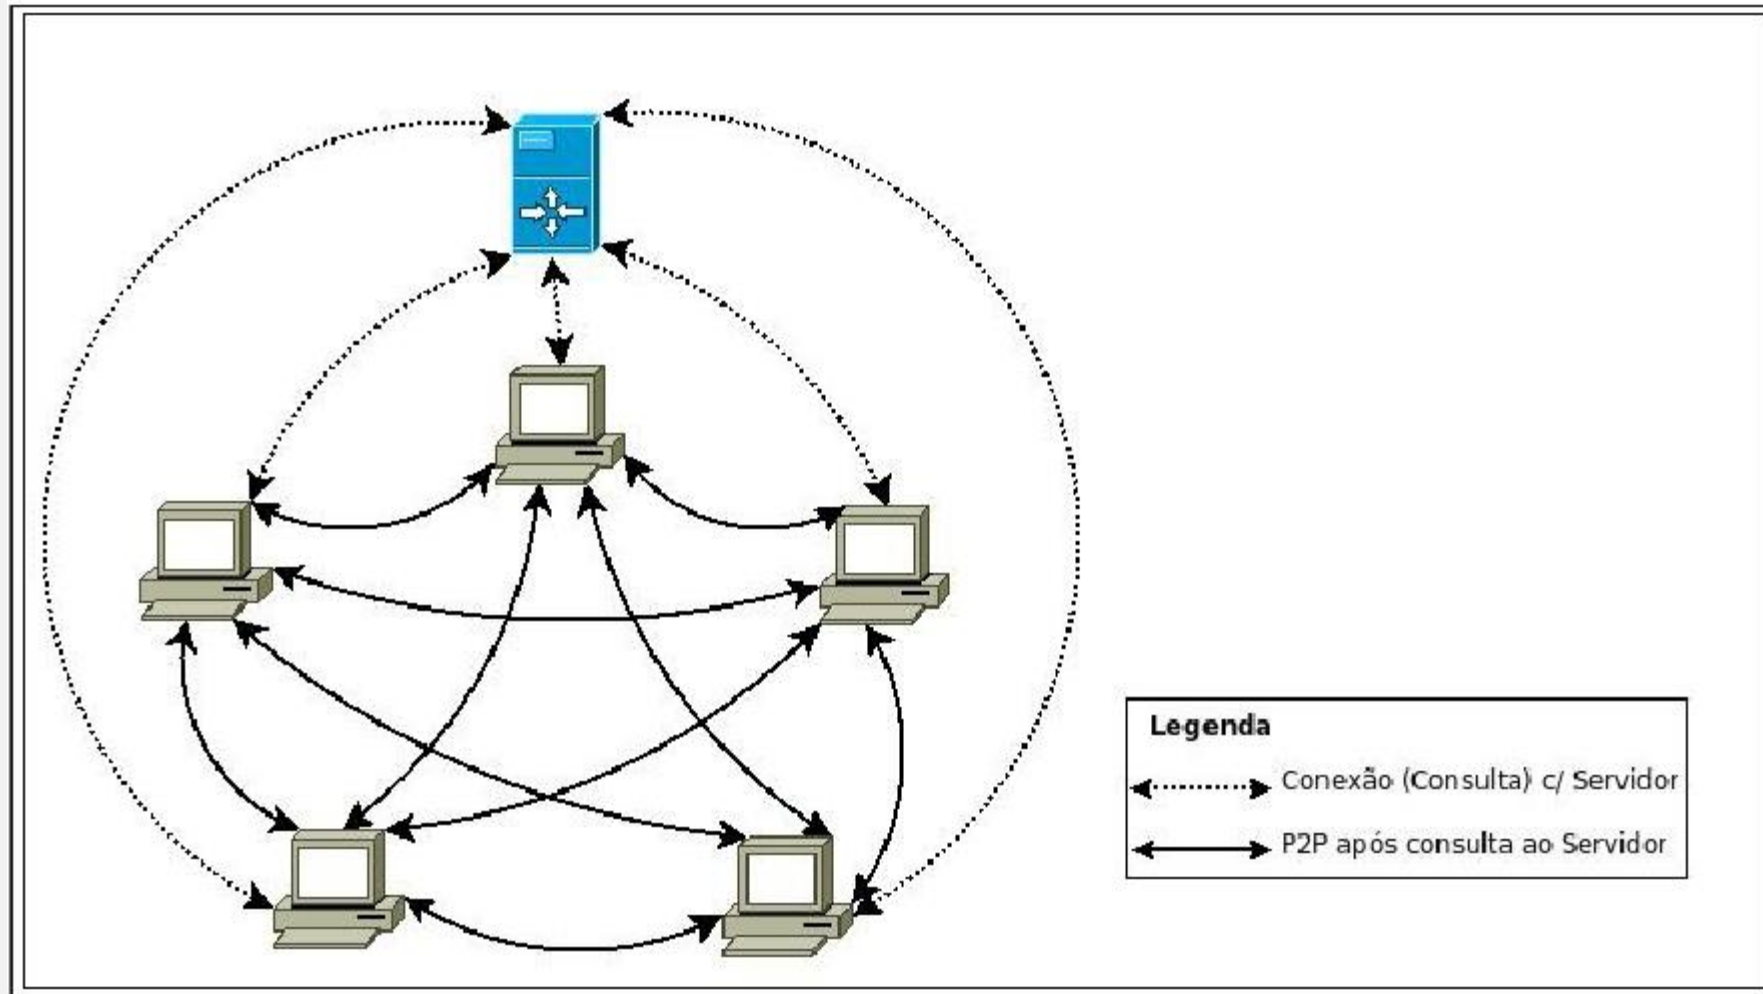 Legenda
Conexão (Consulta) c/ Servidor
P2P após consulta ao Servidor